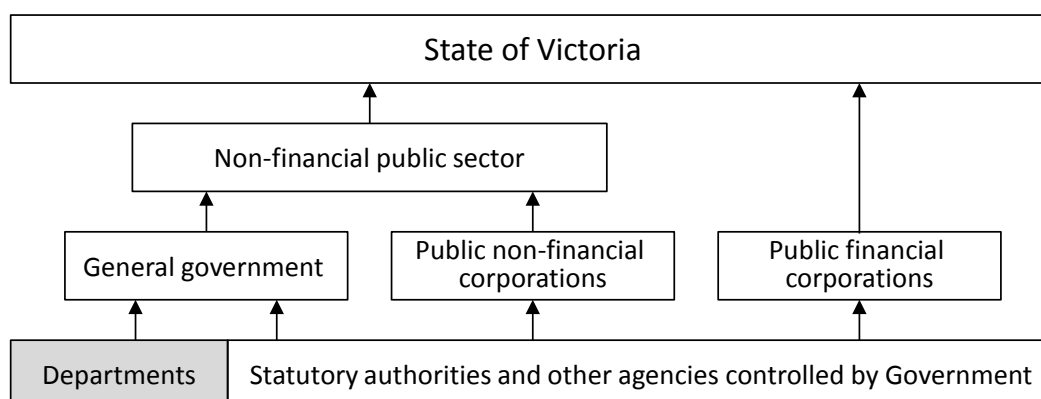 State of Victoria
Non-financial public sector
General government
Public non-financial
corporations
Public financial
corporations
Departments
Statutory authorities and other agencies controlled by Government